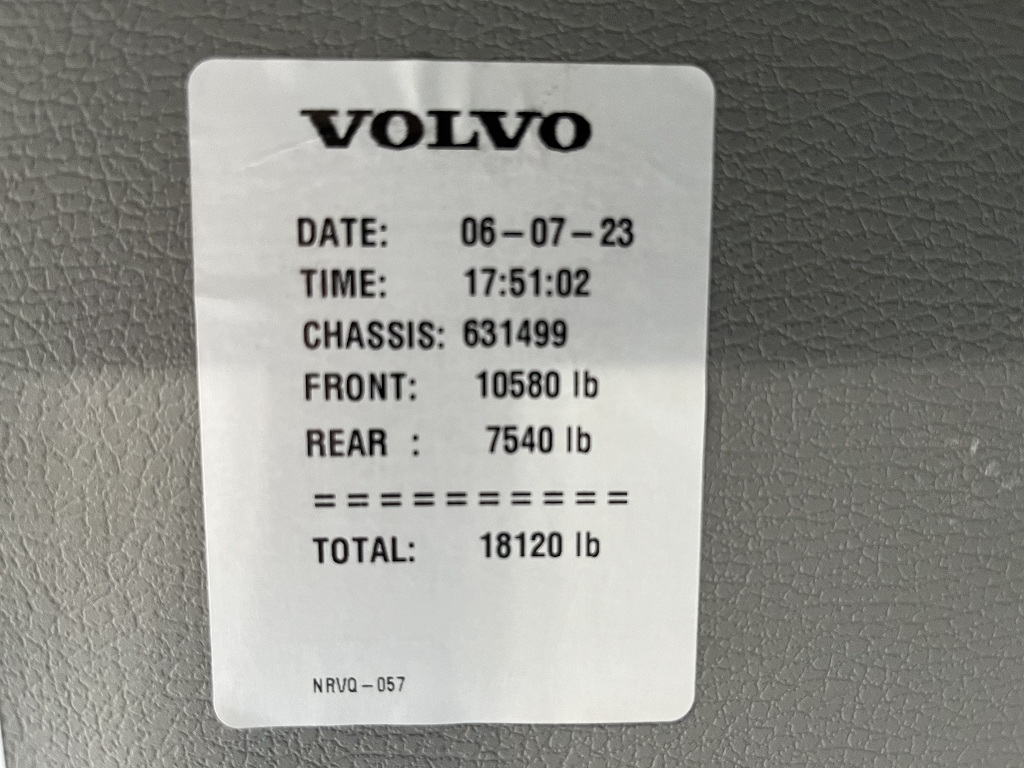 VOLVO
DATE: 06-07-23
TIME: 17:51:02
CHASSIS: 631499
FRONT: 10580 lb
REAR : 7540 lb
==========
TOTAL: 18120 lb
NRVQ-057